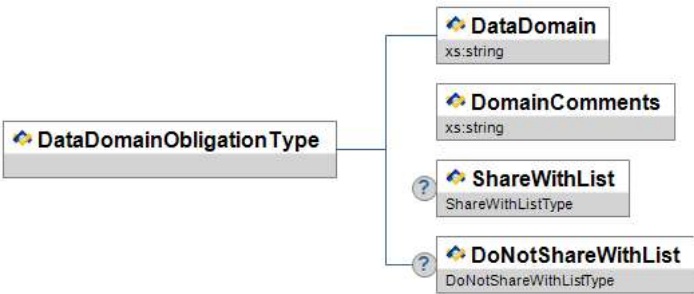 DataDomain
xs:string
DomainComments
xs:string
DataDomainObligationType
?
ShareWithList
ShareWithListType
?
DoNotShareWithList
DoNotShareWithListType